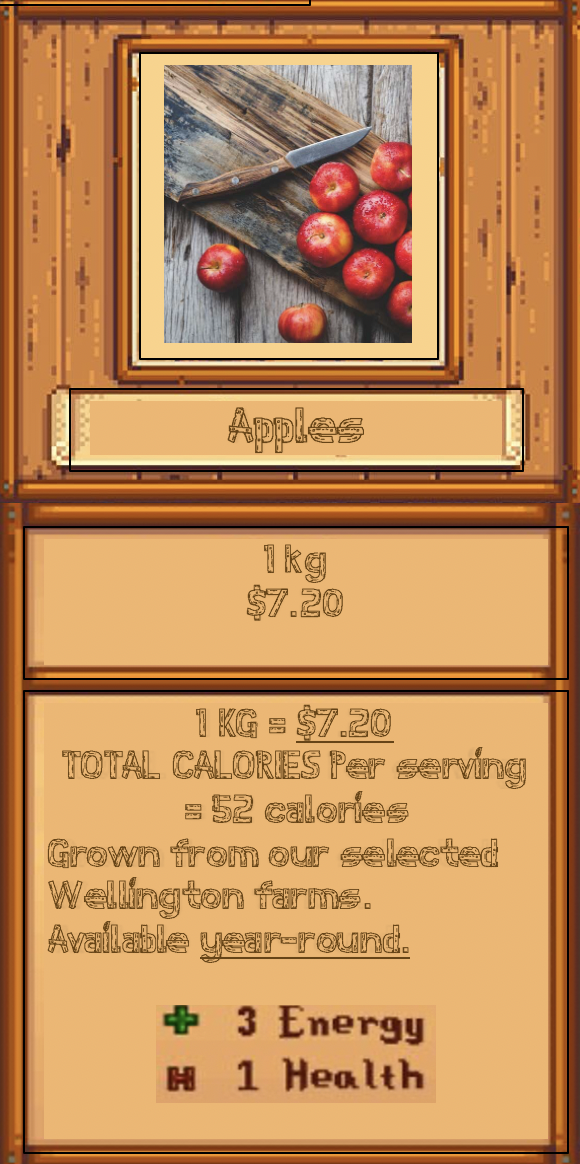 Apples
1 kg
$7.20
1 KG = $7.20
TOTAL CALORIES Per serving
= 52 calories
Grown from our selected
Wellington farms.
Available year-round.
3 Energy
1 Health